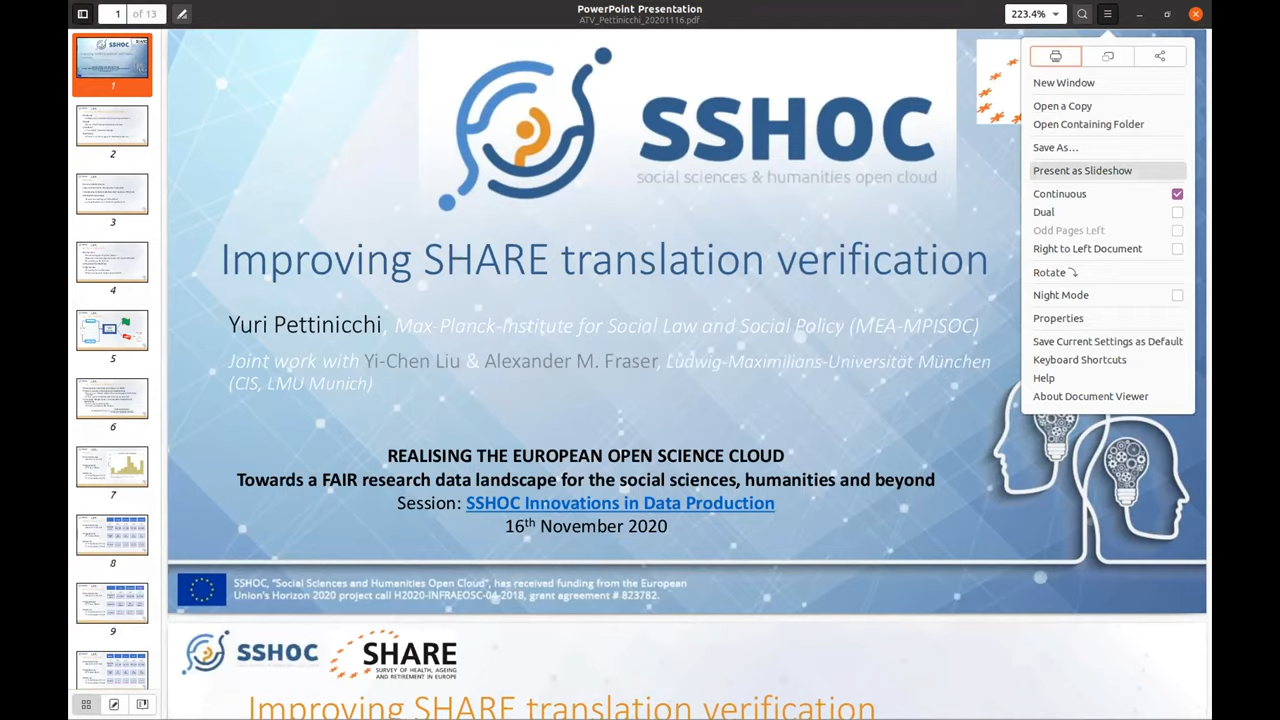 PowerPoint Presentation
ATV_Pettinicchi_20201116.pdf
1 of 13
223.4%
1
2
3
4
5
6
7
8
9
SSHOC
social sciences & humanities open cloud
Improving SHARE translation verification
Yuri Pettinicchi, Max-Planck-Institute for Social Law and Social Policy (MEA-MPISOC)
Joint work with Yi-Chen Liu & Alexander M. Fraser, Ludwig-Maximilians-Universität München
(CIS, LMU Munich)
REALISING THE EUROPEAN OPEN SCIENCE CLOUD
Towards a FAIR research data landscape for the social sciences, humanities and beyond
Session: SSHOC Innovations in Data Production
16th November 2020
SSHOC, "Social Sciences and Humanities Open Cloud", has received funding from the European
Union's Horizon 2020 project call H2020-INFRAEOSC-04-2018, grant agreement # 823782.
SSHOC
SHARE
SURVEY OF HEALTH, AGEING
AND RETIREMENT IN EUROPE
Improving SHARE translation verification
New Window
Open a Copy
Open Containing Folder
Save As…
Present as Slideshow
Continuous
Dual
Odd Pages Left
Right to Left Document
Rotate
Night Mode
Properties
Save Current Settings as Default
Keyboard Shortcuts
Help
About Document Viewer